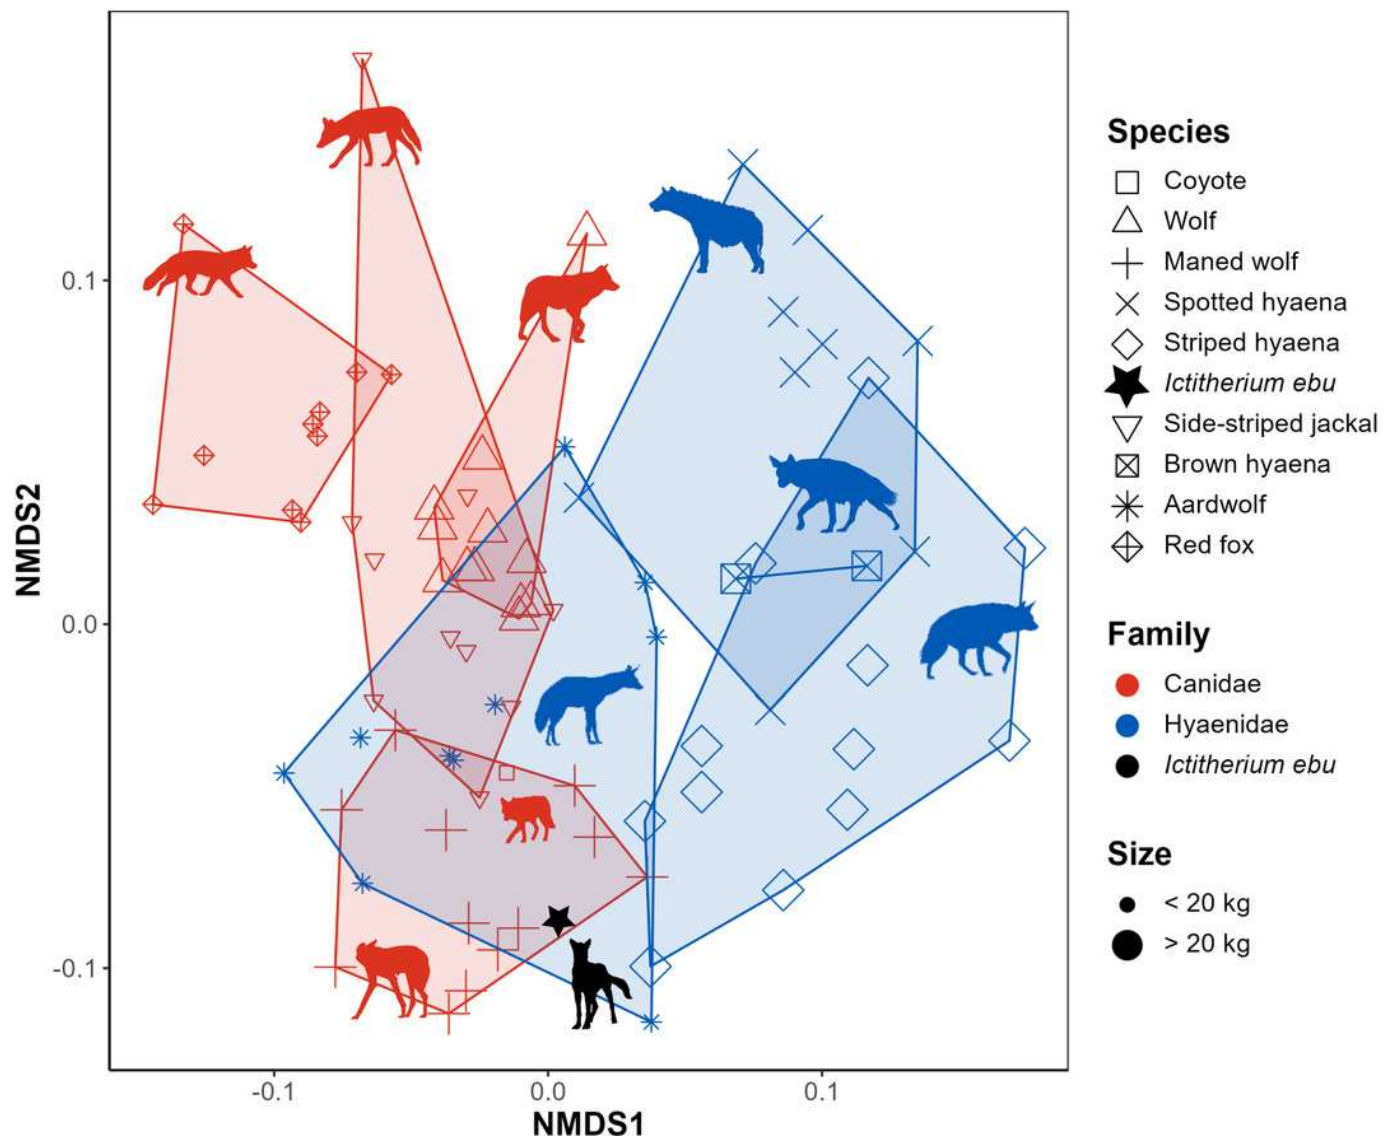 NMDS2
0.1
0.0
-0.1
-0.1
0.0
0.1
NMDS1
Species
Coyote
Wolf
Maned wolf
Spotted hyaena
Striped hyaena
Ictitherium ebu
Side-striped jackal
Brown hyaena
Aardwolf
Red fox
Family
Canidae
Hyaenidae
Ictitherium ebu
Size
< 20 kg
> 20 kg